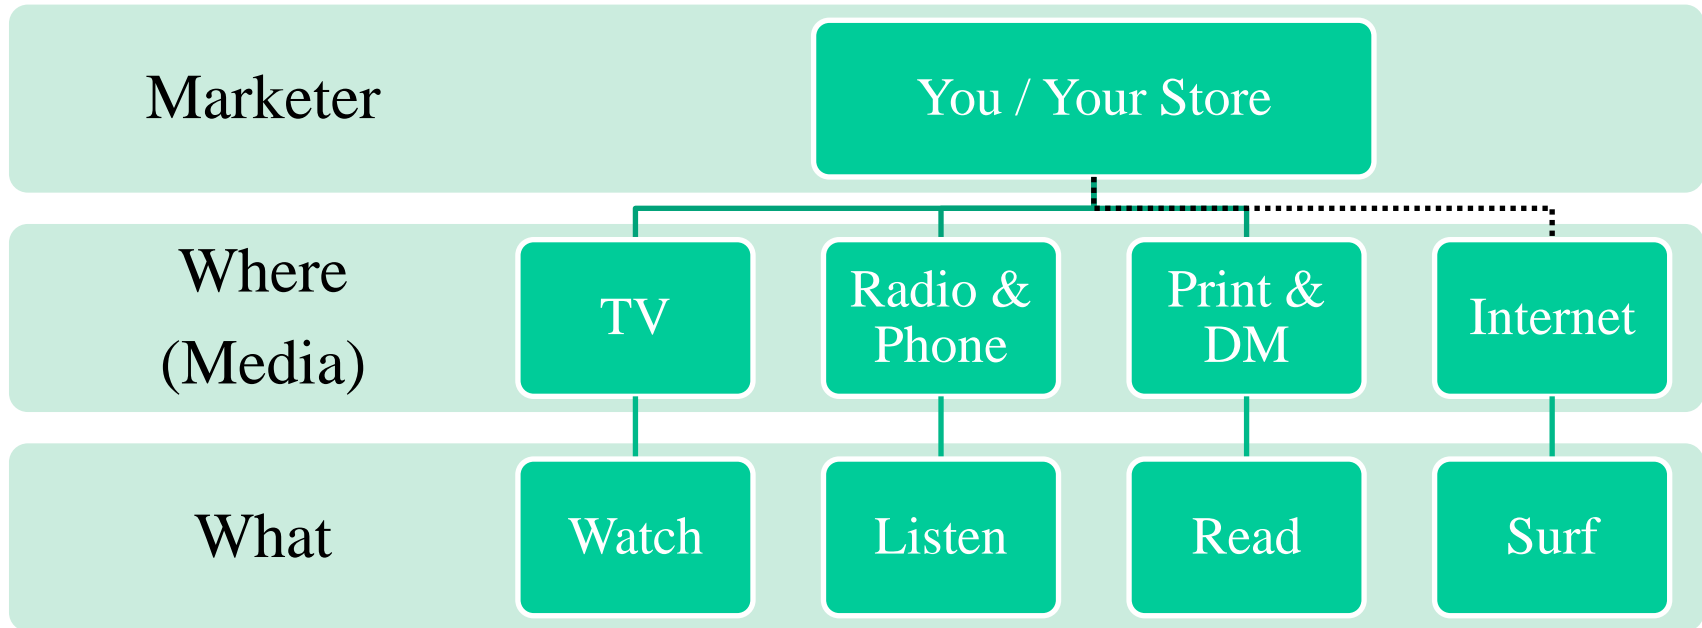 Marketer
You / Your Store
Where
(Media)
TV
Radio &
Phone
Print &
DM
Internet
What
Watch
Listen
Read
Surf